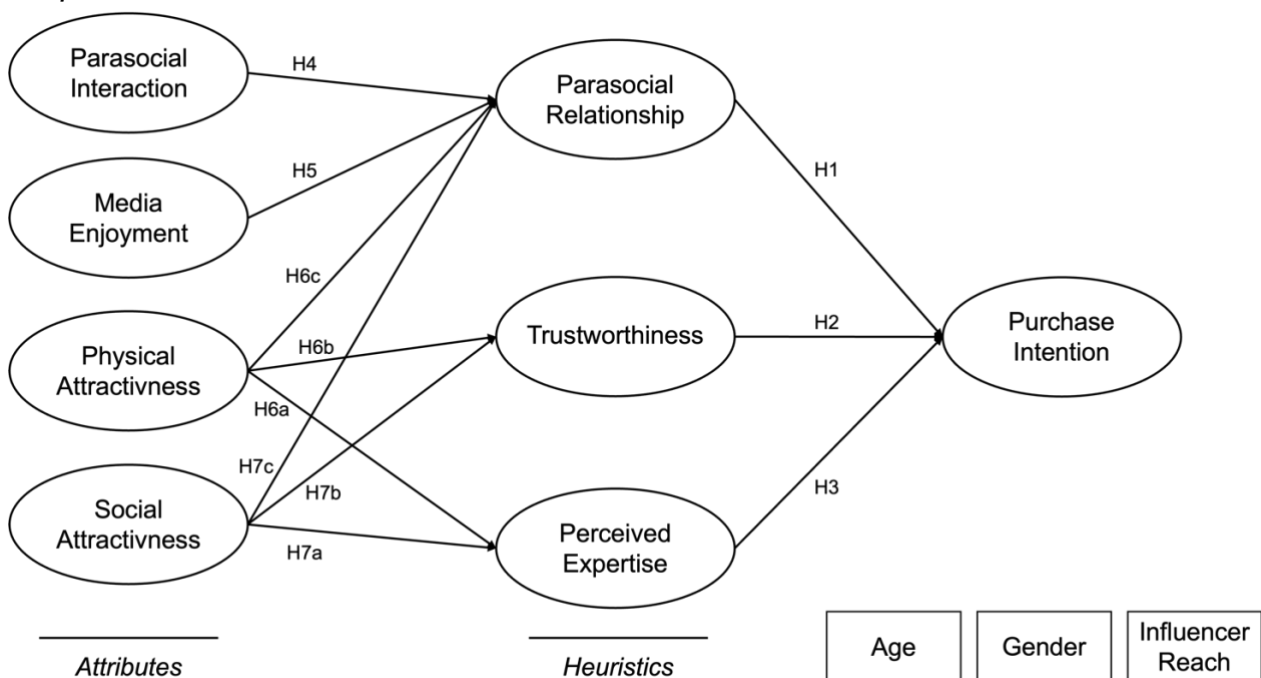 Parasocial
Interaction
H4
Parasocial
Relationship
H5
H1
Media
Enjoyment
H6c
Physical
Attractivness
H6b
Trustworthiness
H2
Purchase
Intention
H6a
H7c
H7b
Social
Attractivness
H7a
Perceived
Expertise
H3
Attributes
Heuristics
Age
Gender
Influencer
Reach